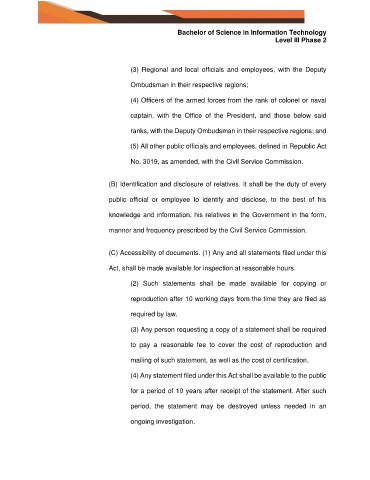 Bachelor of Science in Information Technology
Level III Phase 2
(3) Regional and local officials and employees, with the Deputy
Ombudsman in their respective regions;
(4) Officers of the armed forces from the rank of colonel or naval
captain, with the Office of the President, and those below said
ranks, with the Deputy Ombudsman in their respective regions; and
(5) All other public officials and employees, defined in Republic Act
No. 3019, as amended, with the Civil Service Commission.
(B) Identification and disclosure of relatives. It shall be the duty of every
public official or employee to identify and disclose, to the best of his
knowledge and information, his relatives in the Government in the form,
manner and frequency prescribed by the Civil Service Commission.
(C) Accessibility of documents. (1) Any and all statements filed under this
Act, shall be made available for inspection at reasonable hours.
(2) Such statements shall be made available for copying or
reproduction after 10 working days from the time they are filed as
required by law.
(3) Any person requesting a copy of a statement shall be required
to pay a reasonable fee to cover the cost of reproduction and
mailing of such statement, as well as the cost of certification.
(4) Any statement filed under this Act shall be available to the public
for a period of 10 years after receipt of the statement. After such
period, the statement may be destroyed unless needed in an
ongoing investigation.